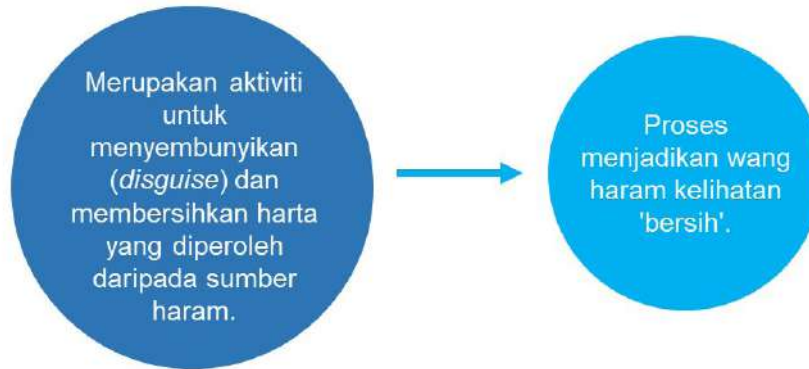 Merupakan aktiviti
untuk
menyembunyikan
(disguise) dan
membersihkan harta
yang diperoleh
daripada sumber
haram.
Proses
menjadikan wang
haram kelihatan
'bersih'.